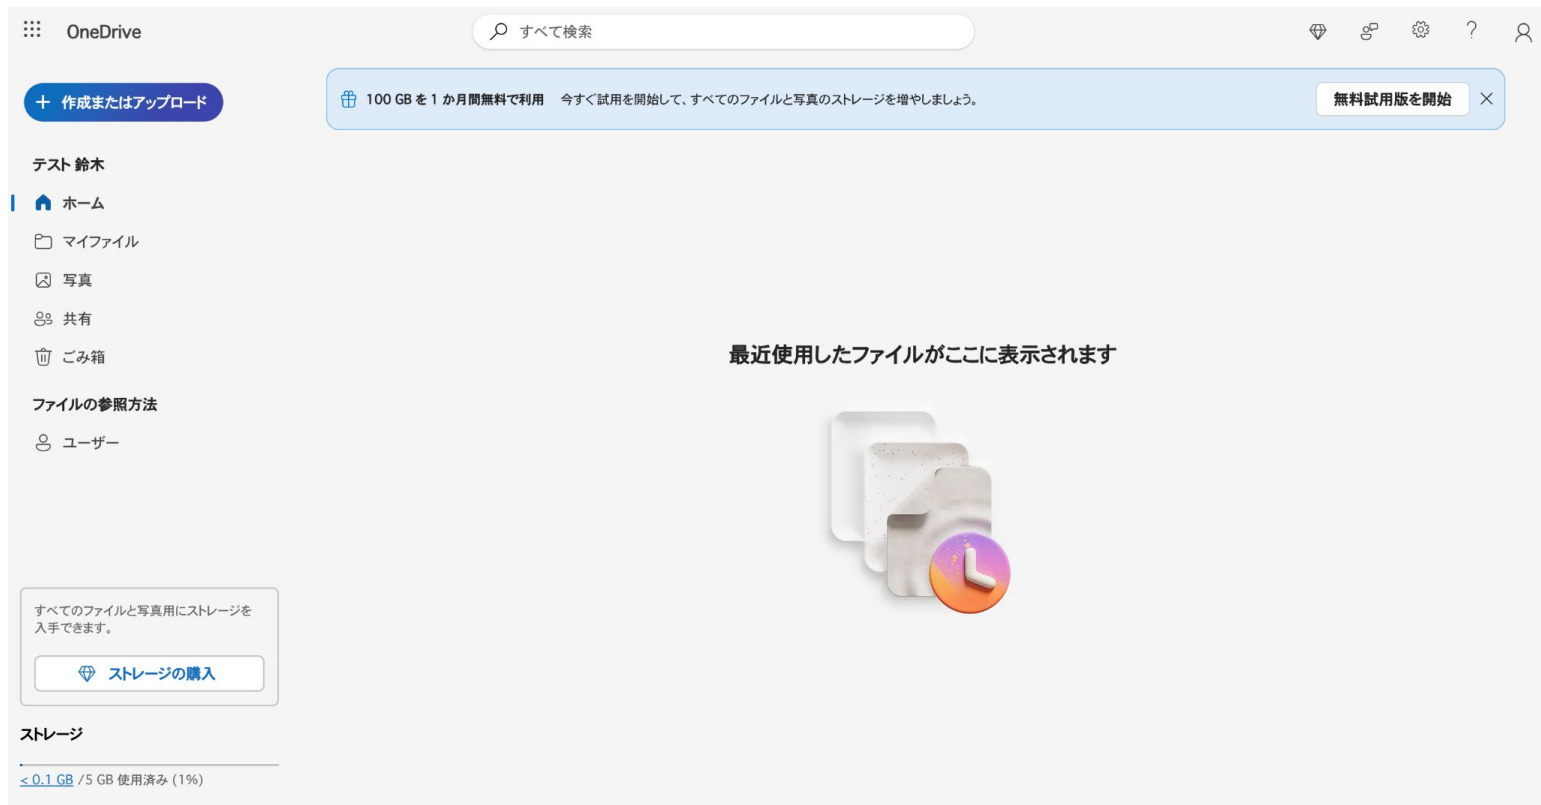 OneDrive
すべて検索
?
+ 作成またはアップロード
100 GB を 1 か月間無料で利用 今すぐ試用を開始して、すべてのファイルと写真のストレージを増やしましょう。
無料試用版を開始
テスト 鈴木
ホーム
マイファイル
写真
共有
ごみ箱
ファイルの参照方法
ユーザー
最近使用したファイルがここに表示されます
すべてのファイルと写真用にストレージを
入手できます。
ストレージの購入
ストレージ
< 0.1 GB /5 GB 使用済み (1%)